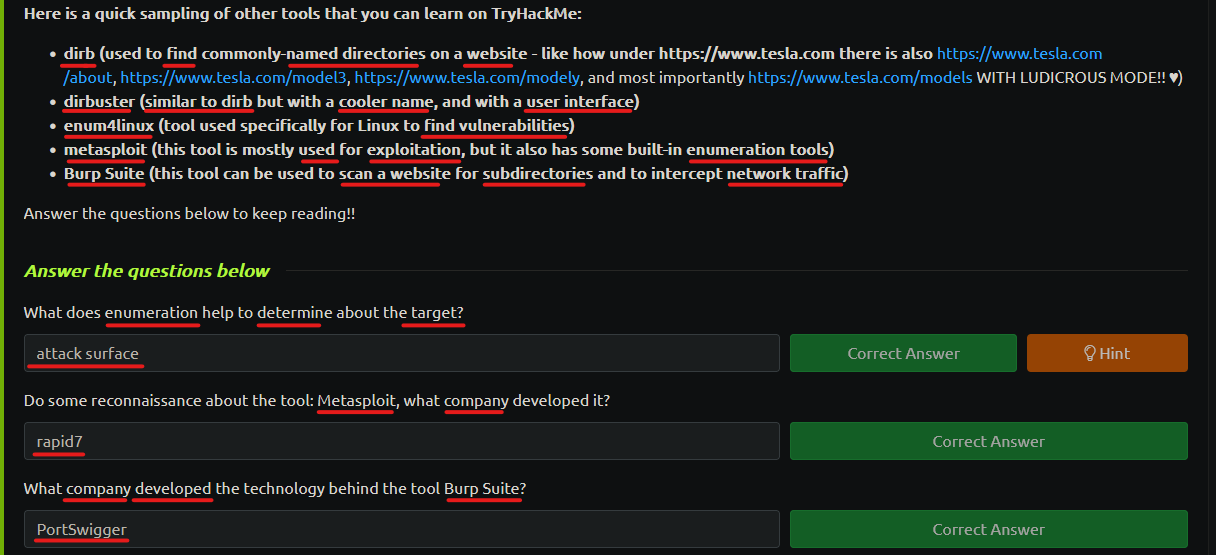 Here is a quick sampling of other tools that you can learn on TryHackMe:
• dirb (used to find commonly-named directories on a website - like how under https://www.tesla.com there is also https://www.tesla.com
/about, https://www.tesla.com/model3, https://www.tesla.com/modely, and most importantly https://www.tesla.com/models WITH LUDICROUS MODE!! ♥)
• dirbuster (similar to dirb but with a cooler name, and with a user interface)
• enum4linux (tool used specifically for Linux to find vulnerabilities)
• metasploit (this tool is mostly used for exploitation, but it also has some built-in enumeration tools)
• Burp Suite (this tool can be used to scan a website for subdirectories and to intercept network traffic)
Answer the questions below to keep reading!!
Answer the questions below
What does enumeration help to determine about the target?
attack surface Correct Answer Hint
Do some reconnaissance about the tool: Metasploit, what company developed it?
rapid7 Correct Answer
What company developed the technology behind the tool Burp Suite?
PortSwigger Correct Answer